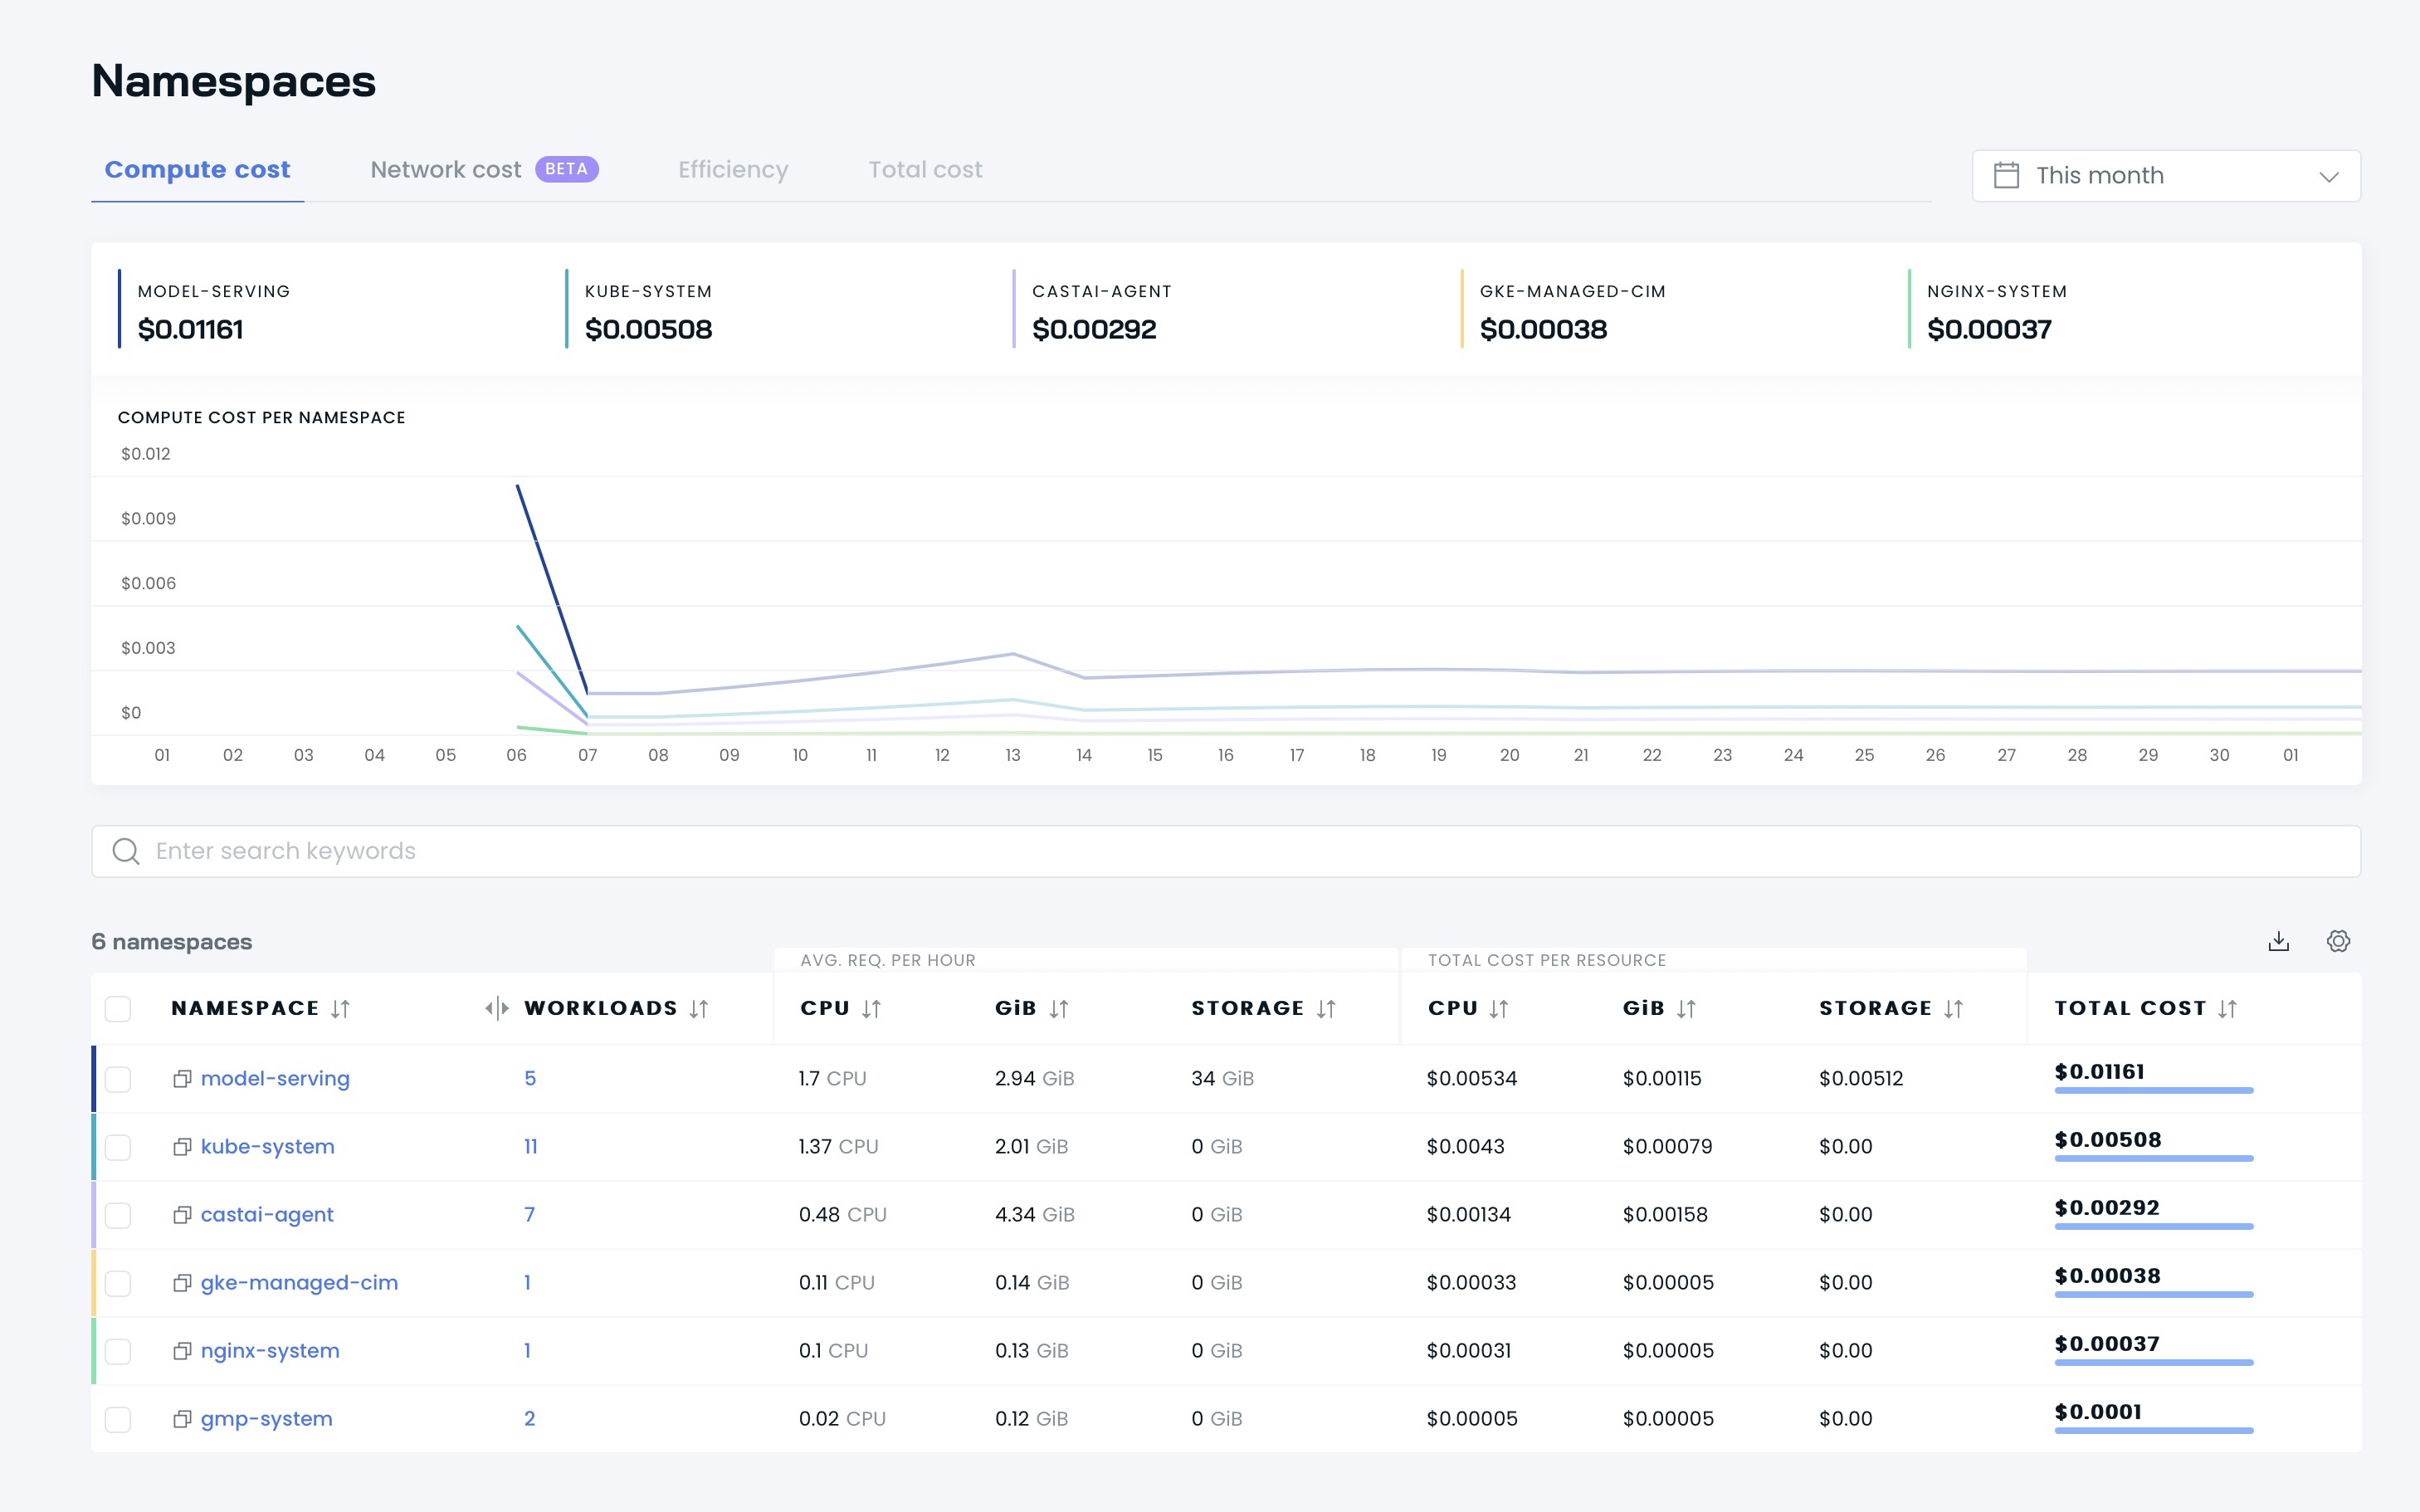 Namespaces
Compute cost
Network cost BETA
Efficiency
Total cost
This month
MODEL-SERVING
$0.01161
KUBE-SYSTEM
$0.00508
CASTAI-AGENT
$0.00292
GKE-MANAGED-CIM
$0.00038
NGINX-SYSTEM
$0.00037
COMPUTE COST PER NAMESPACE
$0.012
$0.009
$0.006
$0.003
$0
01 02 03 04 05 06 07 08 09 10 11 12 13 14 15 16 17 18 19 20 21 22 23 24 25 26 27 28 29 30 01
Enter search keywords
6 namespaces
AVG. REQ. PER HOUR TOTAL COST PER RESOURCE
NAMESPACE WORKLOADS CPU GiB STORAGE CPU GiB STORAGE TOTAL COST
model-serving 5 1.7 CPU 2.94 GiB 34 GiB $0.00534 $0.00115 $0.00512 $0.01161
kube-system 11 1.37 CPU 2.01 GiB 0 GiB $0.0043 $0.00079 $0.00 $0.00508
castai-agent 7 0.48 CPU 4.34 GiB 0 GiB $0.00134 $0.00158 $0.00 $0.00292
gke-managed-cim 1 0.11 CPU 0.14 GiB 0 GiB $0.00033 $0.00005 $0.00 $0.00038
nginx-system 1 0.1 CPU 0.13 GiB 0 GiB $0.00031 $0.00005 $0.00 $0.00037
gmp-system 2 0.02 CPU 0.12 GiB 0 GiB $0.00005 $0.00005 $0.00 $0.0001